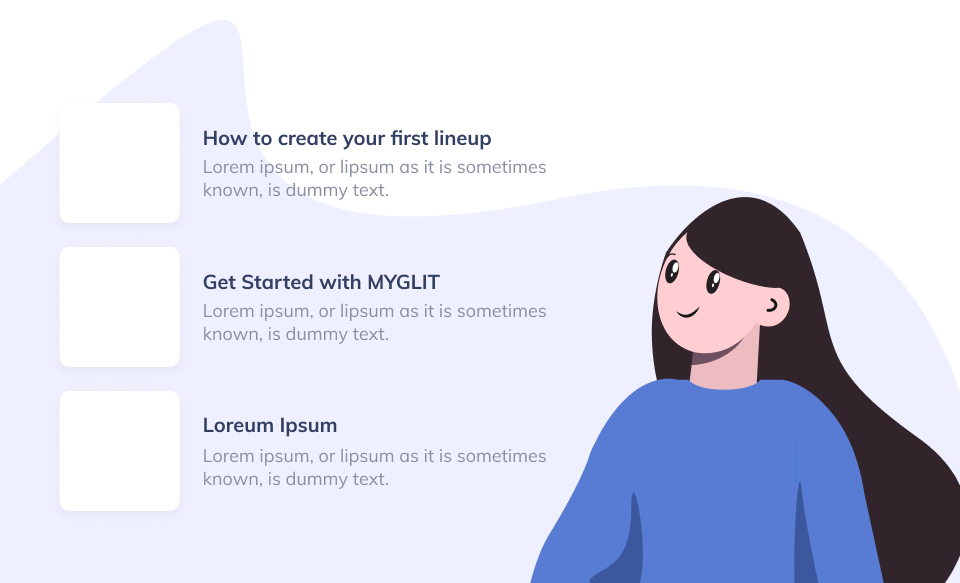 How to create your first lineup
Lorem ipsum, or lipsum as it is sometimes
known, is dummy text.
Get Started with MYGLIT
Lorem ipsum, or lipsum as it is sometimes
known, is dummy text.
Loreum Ipsum
Lorem ipsum, or lipsum as it is sometimes
known, is dummy text.